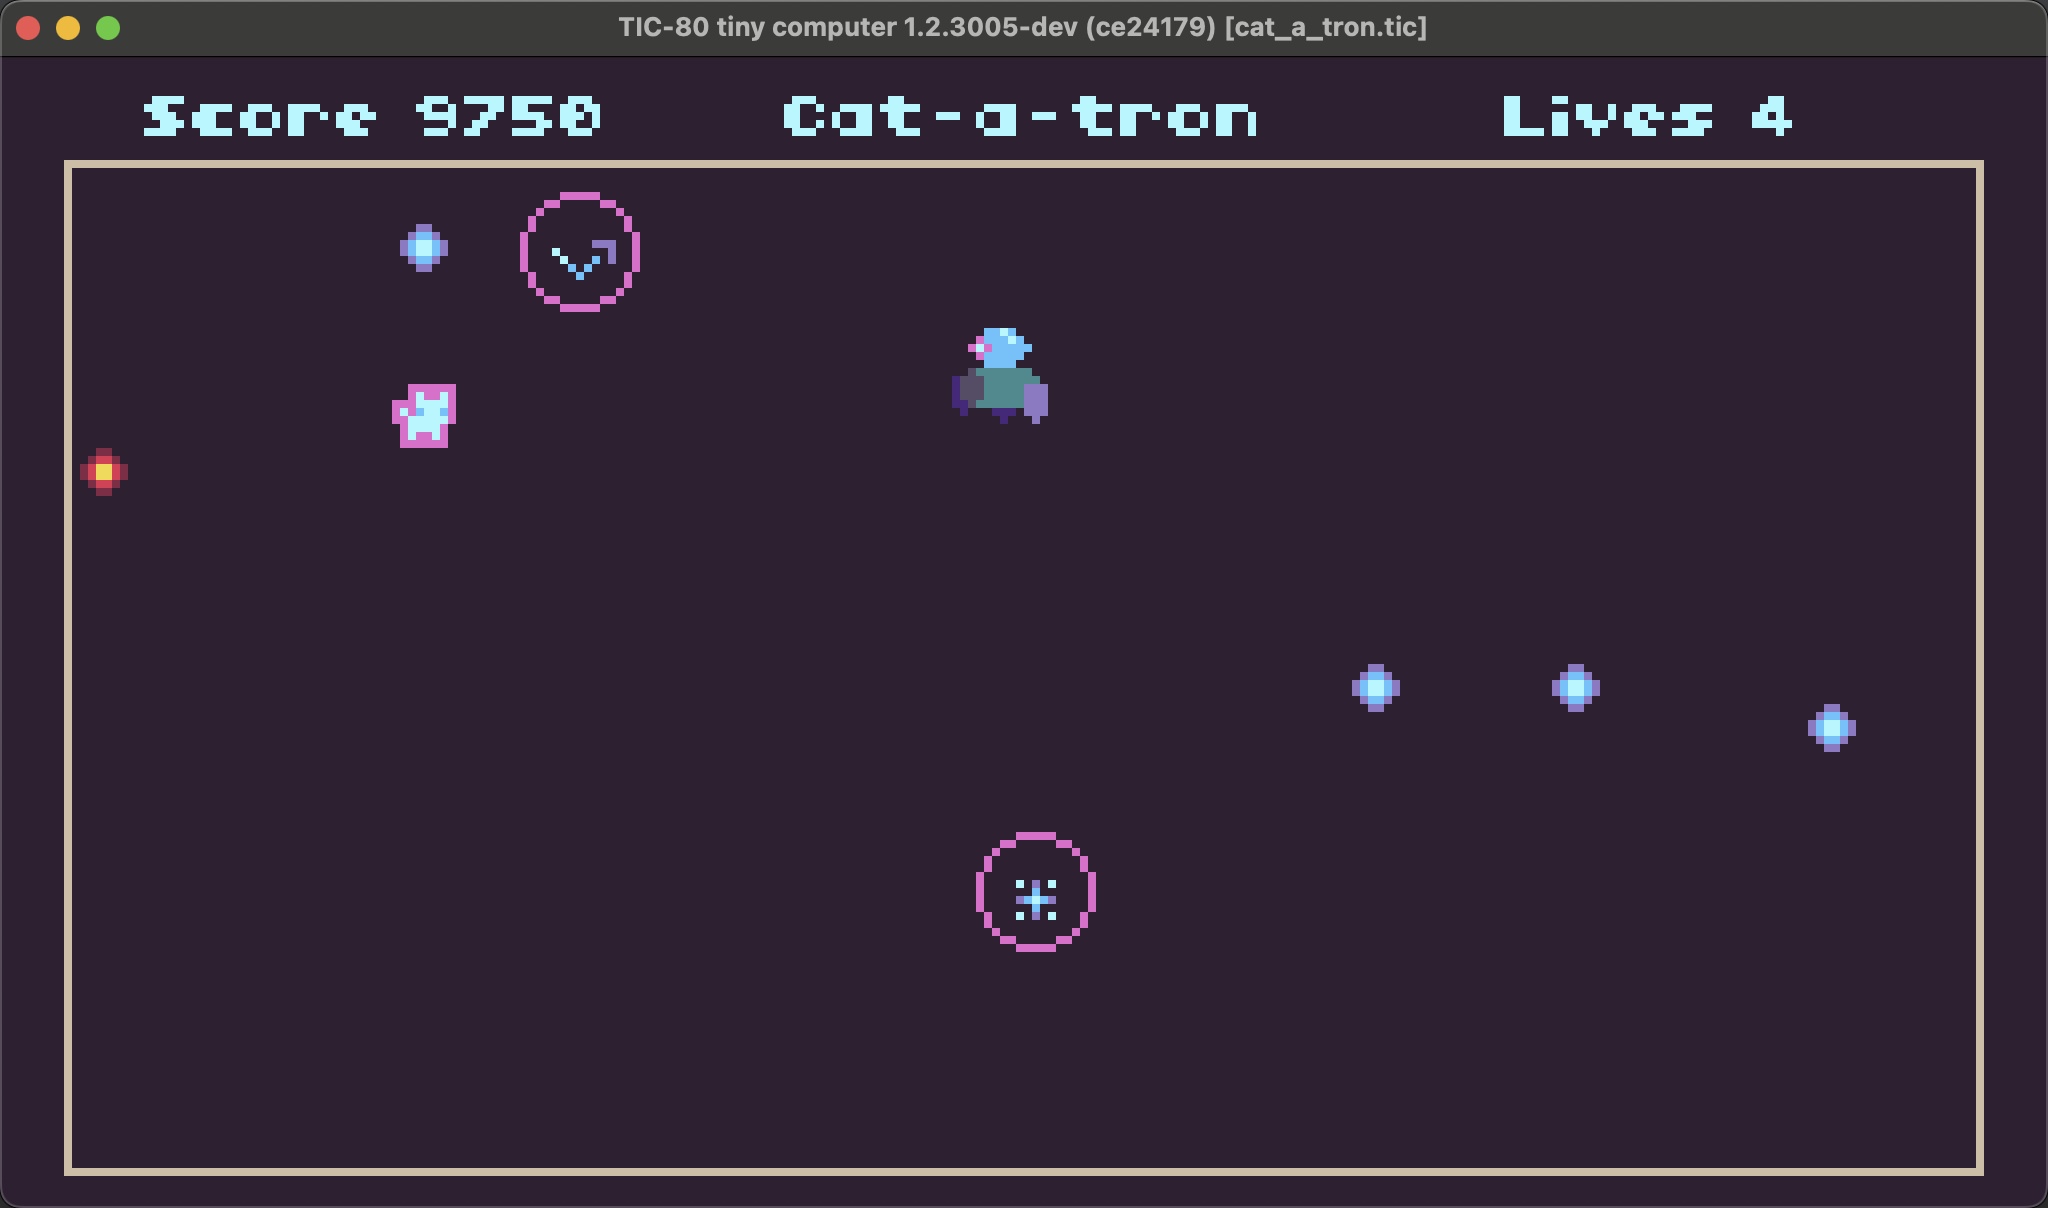 TIC-80 tiny computer 1.2.3005-dev (ce24179) [cat_a_tron.tic]
Score 9750 Cat-a-tron Lives 4